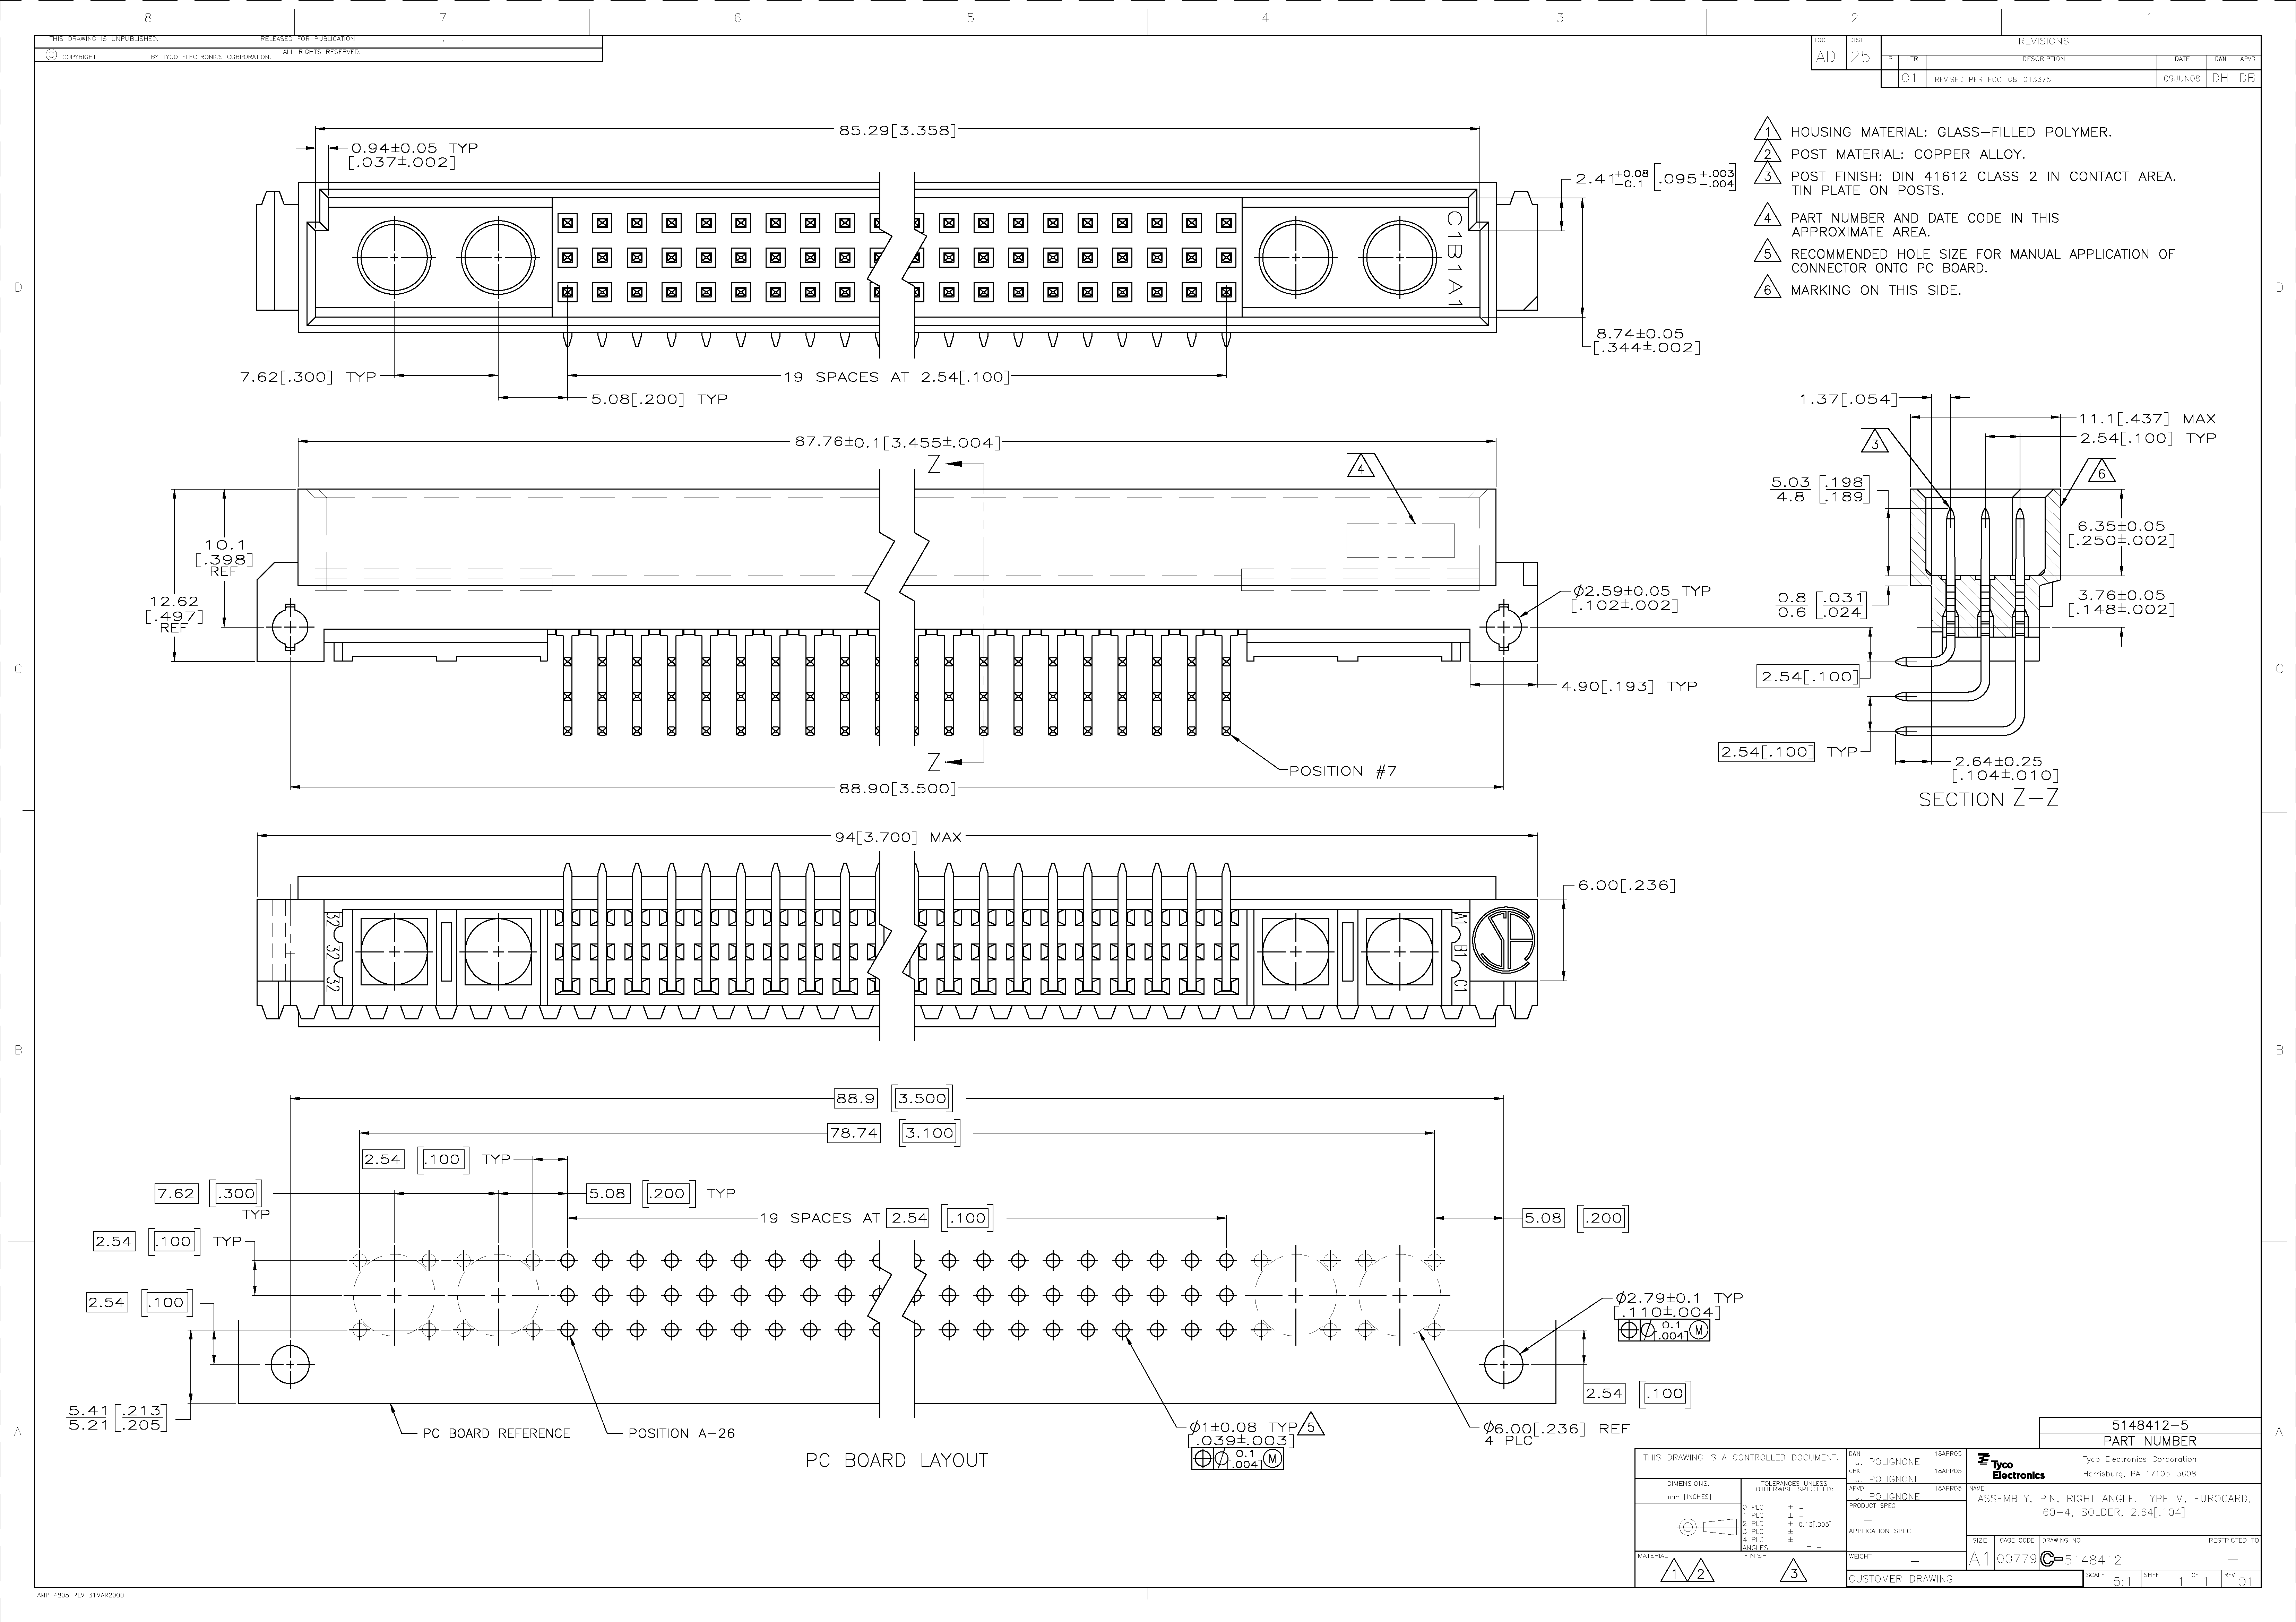 8 7 6 5 4 3 2 1
THIS DRAWING IS UNPUBLISHED. RELEASED FOR PUBLICATION - ,- .
© COPYRIGHT - BY TYCO ELECTRONICS CORPORATION. ALL RIGHTS RESERVED.
LOC DIST REVISIONS
AD 25 P LTR DESCRIPTION DATE DWN APVD
01 REVISED PER ECO-08-013375 09JUN08 DH DB
1 HOUSING MATERIAL: GLASS-FILLED POLYMER.
2 POST MATERIAL: COPPER ALLOY.
3 POST FINISH: DIN 41612 CLASS 2 IN CONTACT AREA.
TIN PLATE ON POSTS.
4 PART NUMBER AND DATE CODE IN THIS
APPROXIMATE AREA.
5 RECOMMENDED HOLE SIZE FOR MANUAL APPLICATION OF
CONNECTOR ONTO PC BOARD.
6 MARKING ON THIS SIDE.
85.29[3.358]
0.94±0.05 TYP
[.037±.002]
2.41+0.08-0.1 [.095+.003-.004]
C1B1A1
8.74±0.05
[.344±.002]
7.62[.300] TYP
19 SPACES AT 2.54[.100]
5.08[.200] TYP
D D
87.76±0.1[3.455±.004]
Z
4
10.1
[.398]
REF
12.62
[.497]
REF
Ø2.59±0.05 TYP
[.102±.002]
4.90[.193] TYP
POSITION #7
Z
88.90[3.500]
1.37[.054]
11.1[.437] MAX
2.54[.100] TYP
3
6
5.03 [.198
4.8 .189]
6.35±0.05
[.250±.002]
0.8 [.031
0.6 .024]
3.76±0.05
[.148±.002]
2.54[.100]
2.54[.100] TYP
2.64±0.25
[.104±.010]
SECTION Z-Z
C C
94[3.700] MAX
6.00[.236]
32 32 32
A1 B1 C1
B B
88.9 [3.500]
78.74 [3.100]
2.54 [.100] TYP
7.62 [.300]
TYP
5.08 [.200] TYP
19 SPACES AT 2.54 [.100]
5.08 [.200]
2.54 [.100] TYP
2.54 [.100]
Ø2.79±0.1 TYP
[.110±.004]
⌖ Ø 0.1 [.004] Ⓜ
2.54 [.100]
5.41 [.213
5.21 .205]
PC BOARD REFERENCE
POSITION A-26
Ø1±0.08 TYP 5
[.039±.003]
⌖ Ø 0.1 [.004] Ⓜ
Ø6.00[.236] REF
4 PLC
PC BOARD LAYOUT
A A
5148412-5
PART NUMBER
THIS DRAWING IS A CONTROLLED DOCUMENT.
DIMENSIONS:
mm [INCHES]
TOLERANCES UNLESS
OTHERWISE SPECIFIED:
0 PLC ± -
1 PLC ± -
2 PLC ± 0.13[.005]
3 PLC ± -
4 PLC ± -
ANGLES ± -
MATERIAL
1 2
FINISH
3
DWN 18APR05
J. POLIGNONE
CHK 18APR05
J. POLIGNONE
APVD 18APR05
J. POLIGNONE
PRODUCT SPEC
-
APPLICATION SPEC
-
WEIGHT -
CUSTOMER DRAWING
Tyco
Electronics
Tyco Electronics Corporation
Harrisburg, PA 17105-3608
NAME
ASSEMBLY, PIN, RIGHT ANGLE, TYPE M, EUROCARD,
60+4, SOLDER, 2.64[.104]
-
SIZE CAGE CODE DRAWING NO RESTRICTED TO
A1 00779 C-5148412 -
SCALE 5:1 SHEET 1 OF 1 REV 01
AMP 4805 REV 31MAR2000